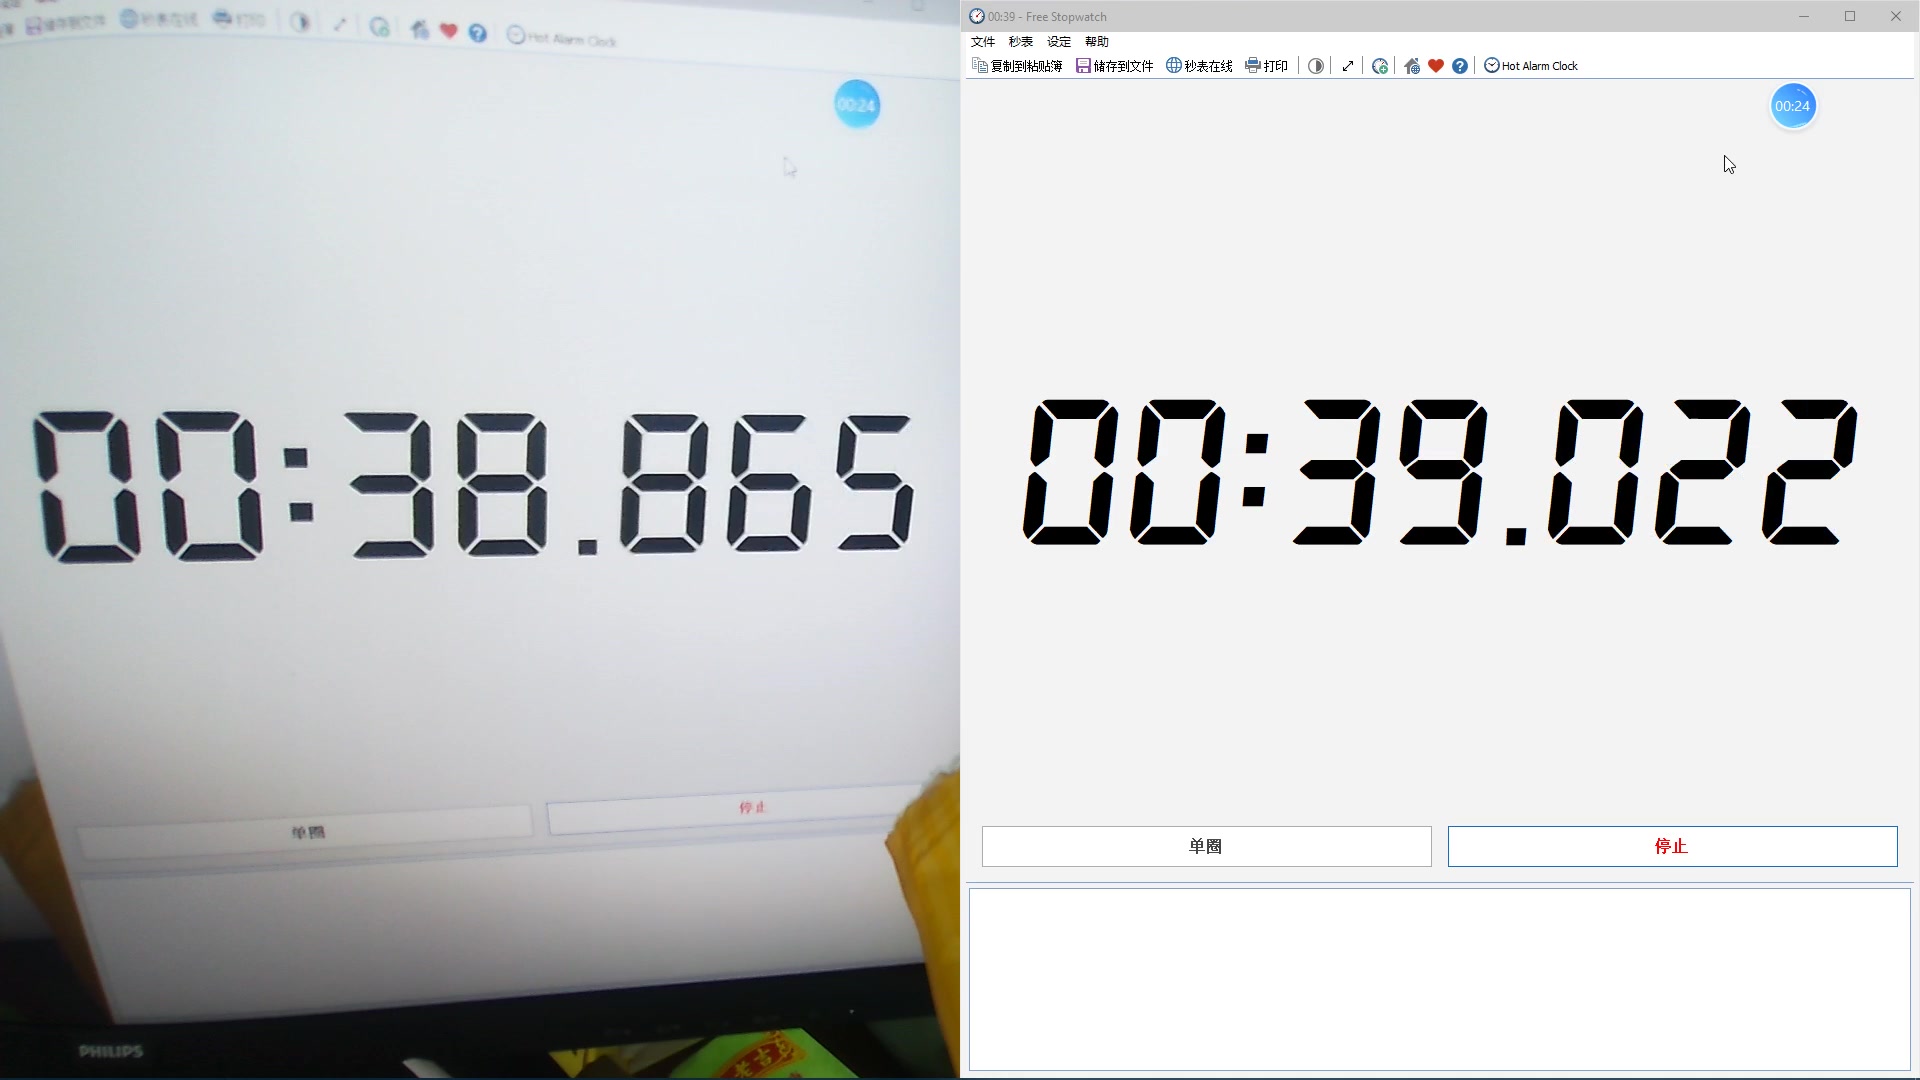 储存到文件 秒表在线 打印 Hot Alarm Clock
00:24
00:38.865
单圈 停止
PHILIPS
00:39 - Free Stopwatch
文件 秒表 设定 帮助
复制到粘贴簿 储存到文件 秒表在线 打印 Hot Alarm Clock
00:24
00:39.022
单圈 停止